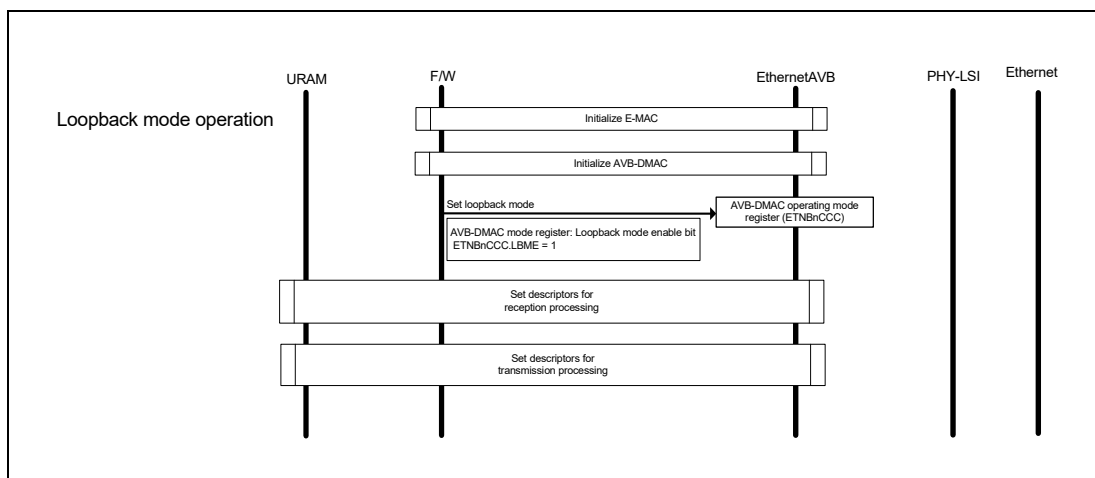 URAM
F/W
EthernetAVB
PHY-LSI
Ethernet
Loopback mode operation
Initialize E-MAC
Initialize AVB-DMAC
Set loopback mode
AVB-DMAC operating mode
register (ETNBnCCC)
AVB-DMAC mode register: Loopback mode enable bit
ETNBnCCC.LBME = 1
Set descriptors for
reception processing
Set descriptors for
transmission processing